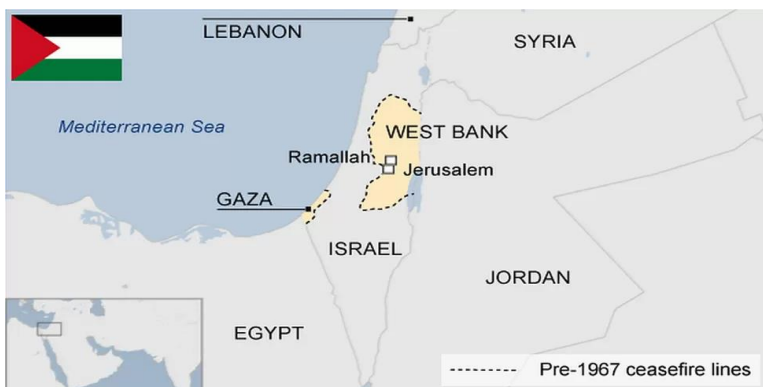 LEBANON
SYRIA
Mediterranean Sea
WEST BANK
Ramallah
Jerusalem
GAZA
ISRAEL
JORDAN
EGYPT
Pre-1967 ceasefire lines